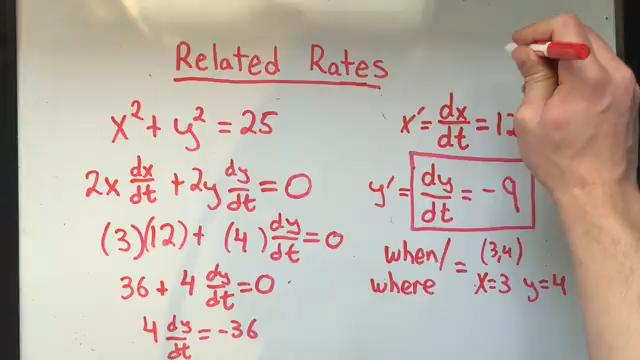 Related Rates
x² + y² = 25
2x dx/dt + 2y dy/dt = 0
(3)(12) + (4) dy/dt = 0
36 + 4 dy/dt = 0
4 dy/dt = -36
x' = dx/dt = 12
y' = dy/dt = -9
when/where = (3,4)
x=3 y=4